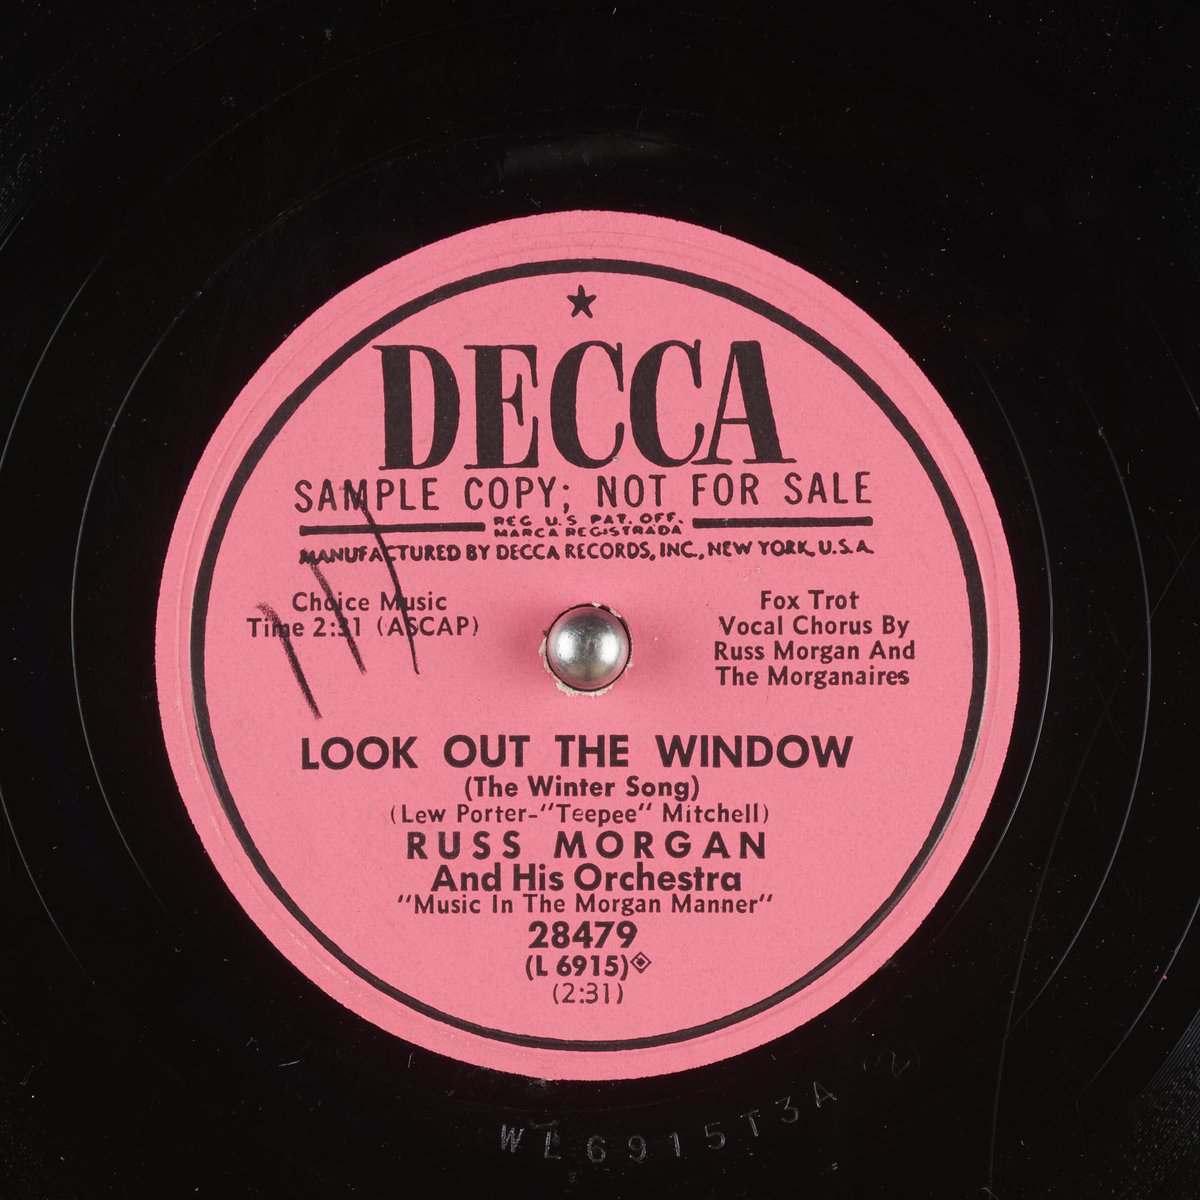 DECCA
SAMPLE COPY; NOT FOR SALE
REG. U.S. PAT. OFF.
MARCA REGISTRADA
MANUFACTURED BY DECCA RECORDS, INC., NEW YORK, U.S.A.
Choice Music
Time 2:31 (ASCAP)
Fox Trot
Vocal Chorus By
Russ Morgan And
The Morganaires
LOOK OUT THE WINDOW
(The Winter Song)
(Lew Porter-"Teepee" Mitchell)
RUSS MORGAN
And His Orchestra
"Music In The Morgan Manner"
28479
(L 6915)
(2:31)
WL6915T3A